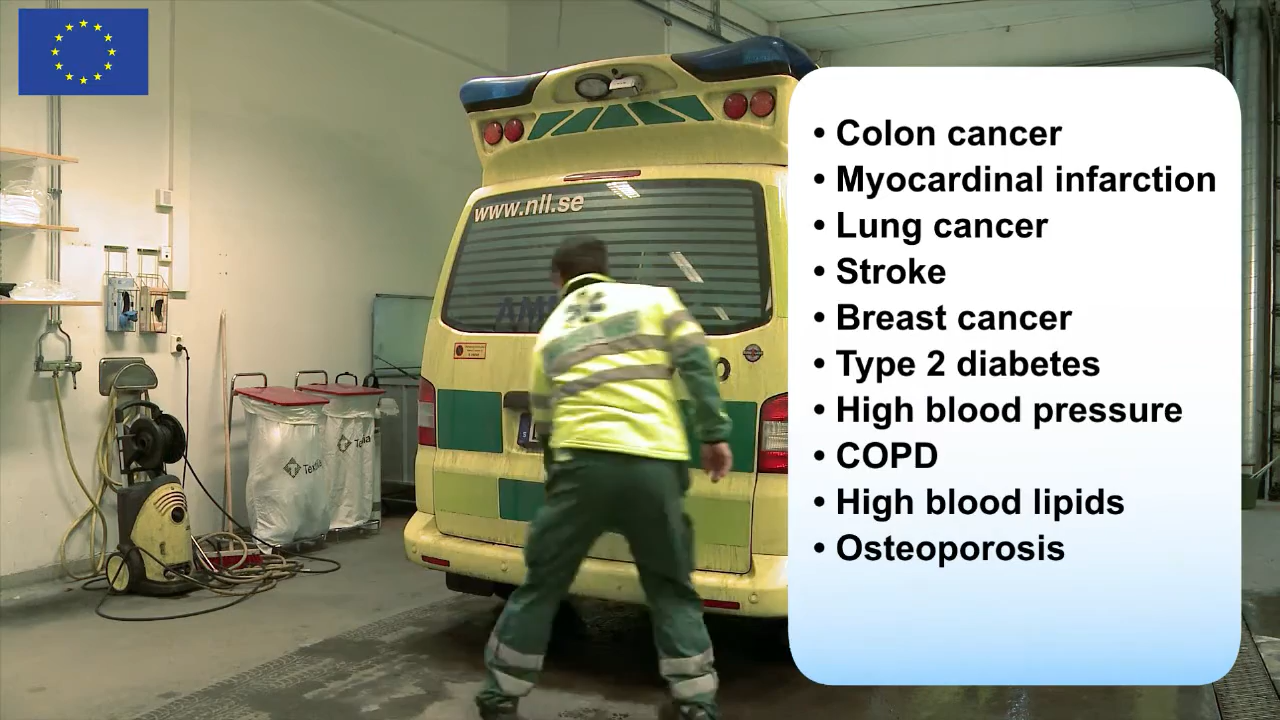 www.nll.se
• Colon cancer
• Myocardinal infarction
• Lung cancer
• Stroke
• Breast cancer
• Type 2 diabetes
• High blood pressure
• COPD
• High blood lipids
• Osteoporosis